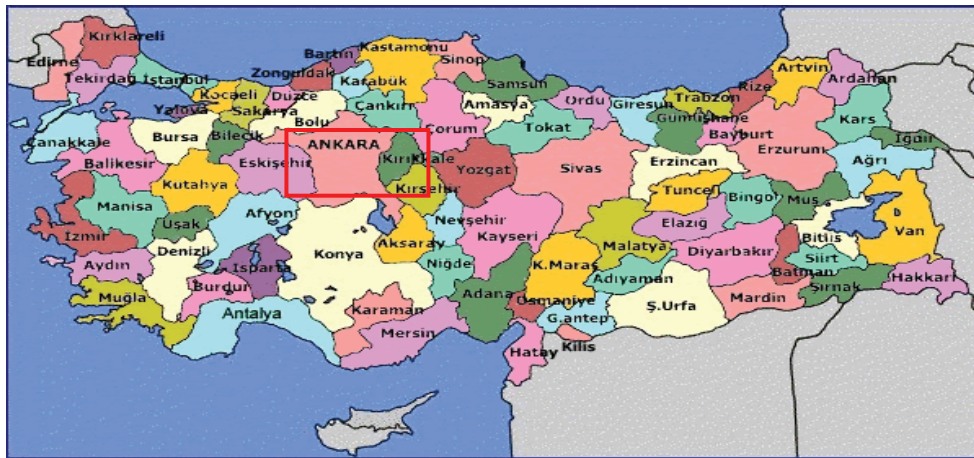 Kırklareli
Edirne
Tekirdağ
İstanbul
Kocaeli
Yalova
Sakarya
Düzce
Zonguldak
Bartın
Karabük
Kastamonu
Sinop
Samsun
Çankırı
Bolu
Amasya
Ordu
Giresun
Trabzon
Rize
Artvin
Ardahan
Çanakkale
Bursa
Bilecik
Çorum
Tokat
Gümüşhane
Bayburt
Kars
Iğdır
Balikesir
Eskişehir
ANKARA
Kırıkkale
Yozgat
Sivas
Erzincan
Erzurum
Ağrı
Kutahya
Kırşehir
Tunceli
Bingöl
Muş
Manisa
Uşak
Afyon
Nevşehir
Kayseri
Malatya
Elazığ
Van
İzmir
Denizli
Konya
Aksaray
Diyarbakır
Bitlis
Aydın
Isparta
Niğde
K.Maraş
Adıyaman
Batman
Siirt
Hakkari
Muğla
Burdur
Adana
Osmaniye
Ş.Urfa
Mardin
Şırnak
Antalya
Karaman
Mersin
G.antep
Hatay
Kilis